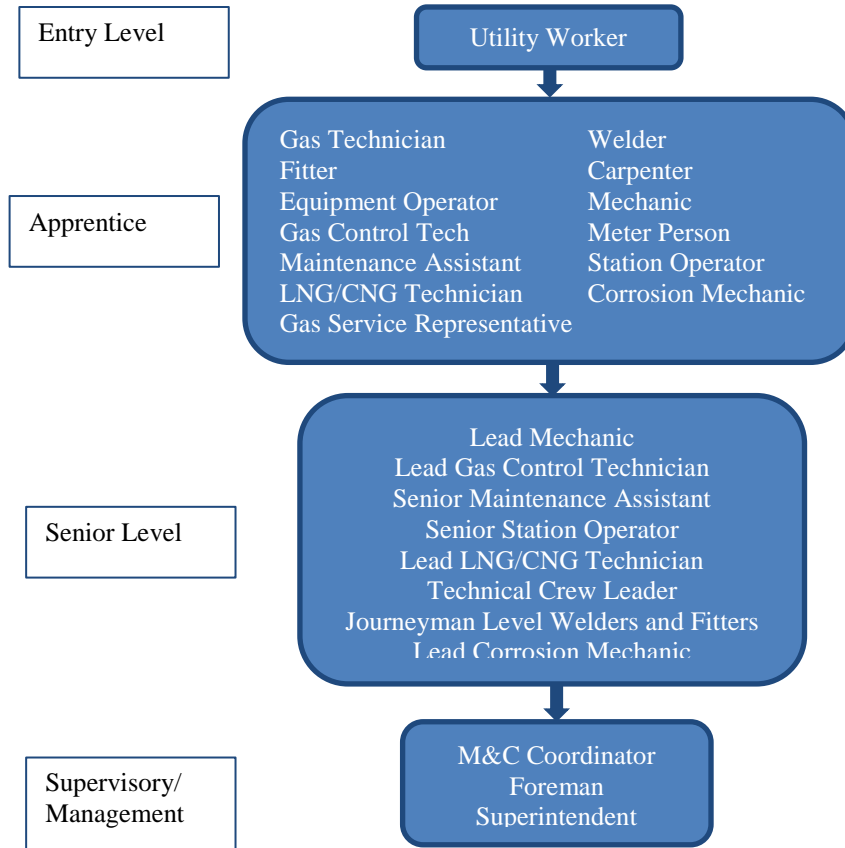 Entry Level
Utility Worker
Apprentice
Gas Technician
Fitter
Equipment Operator
Gas Control Tech
Maintenance Assistant
LNG/CNG Technician
Gas Service Representative
Welder
Carpenter
Mechanic
Meter Person
Station Operator
Corrosion Mechanic
Senior Level
Lead Mechanic
Lead Gas Control Technician
Senior Maintenance Assistant
Senior Station Operator
Lead LNG/CNG Technician
Technical Crew Leader
Journeyman Level Welders and Fitters
Lead Corrosion Mechanic
Supervisory/
Management
M&C Coordinator
Foreman
Superintendent